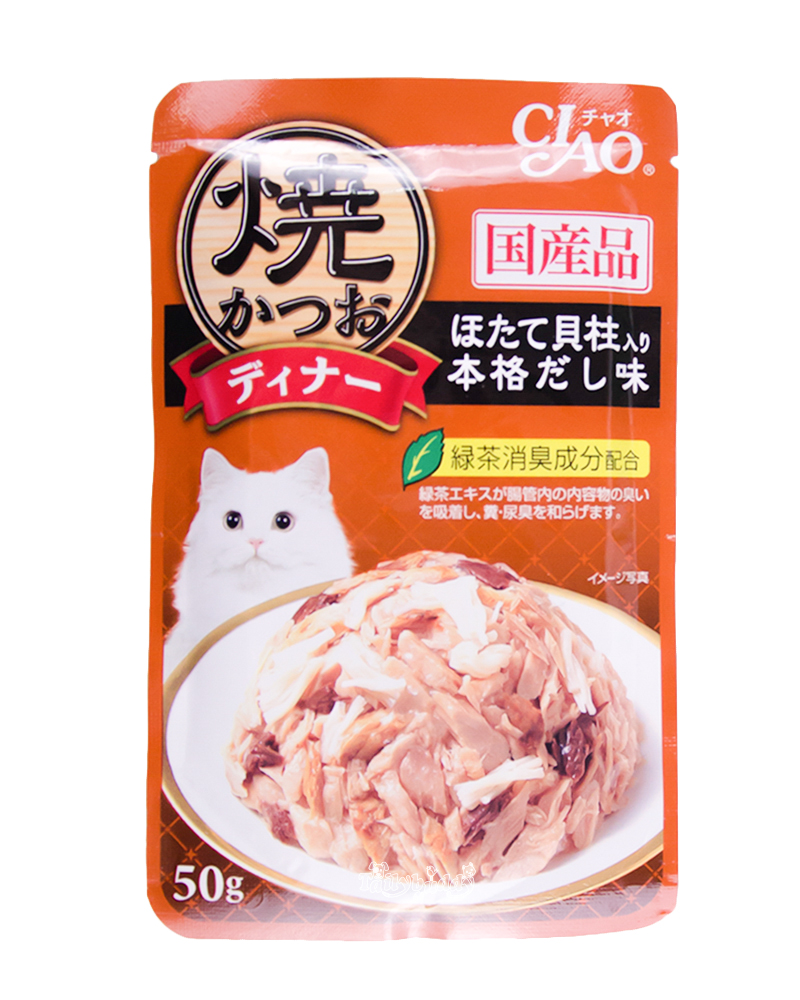 CIAO
チャオ
®
焼
かつお
ディナー
国産品
ほたて貝柱入り
本格だし味
緑茶消臭成分配合
緑茶エキスが腸管内の内容物の臭い
を吸着し、糞・尿臭を和らげます。
イメージ写真
50g